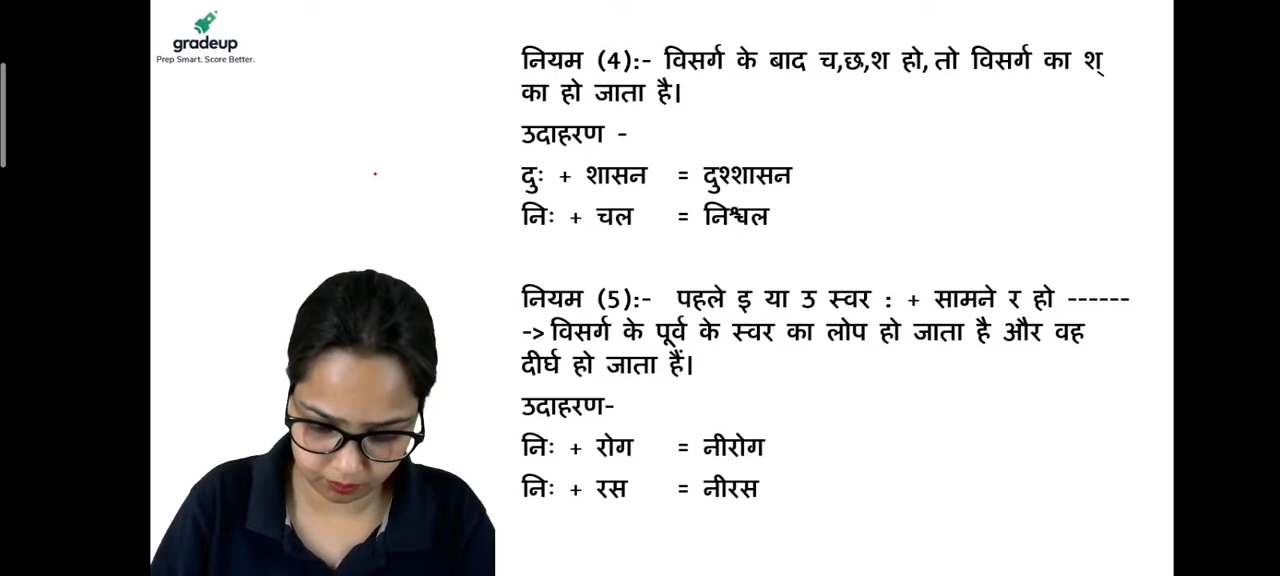 gradeup
Prep Smart. Score Better.
नियम (4):- विसर्ग के बाद च,छ,श हो, तो विसर्ग का श्
का हो जाता है।
उदाहरण -
दुः + शासन = दुश्शासन
निः + चल = निश्चल
नियम (5):- पहले इ या उ स्वर : + सामने र हो ------
-> विसर्ग के पूर्व के स्वर का लोप हो जाता है और वह
दीर्घ हो जाता हैं।
उदाहरण-
निः + रोग = नीरोग
निः + रस = नीरस